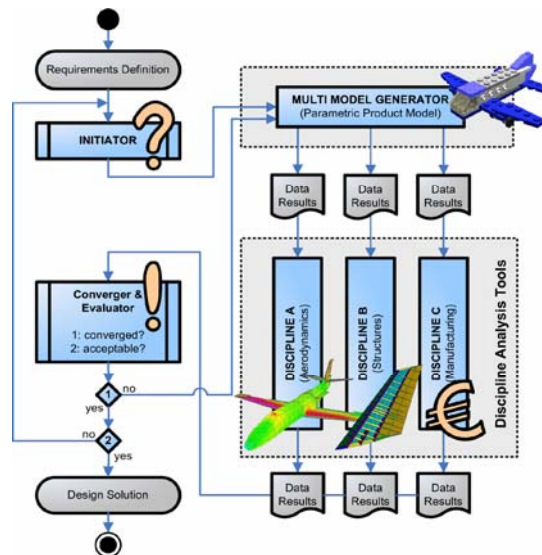 Requirements Definition
INITIATOR
?
MULTI MODEL GENERATOR
(Parametric Product Model)
Data
Results
Data
Results
Data
Results
Converger &
Evaluator
1: converged?
2: acceptable?
!
1
no
yes
2
no
yes
Design Solution
DISCIPLINE A
(Aerodynamics)
DISCIPLINE B
(Structures)
DISCIPLINE C
(Manufacturing)
€
Discipline Analysis Tools
Data
Results
Data
Results
Data
Results